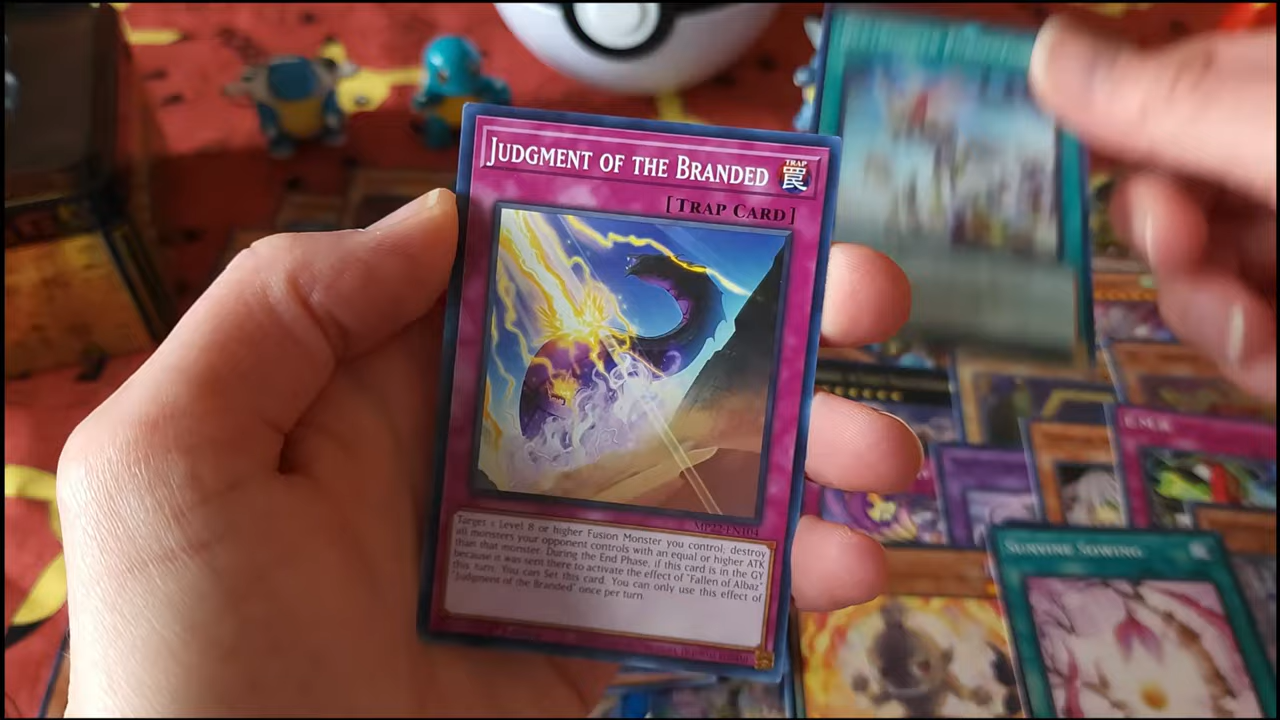 JUDGMENT OF THE BRANDED
TRAP
罠
[TRAP CARD]
MP22-EN104
Target 1 Level 8 or higher Fusion Monster you control; destroy
all monsters your opponent controls with an equal or higher ATK
than that monster. During the End Phase, if this card is in the GY
because it was sent there to activate the effect of "Fallen of Albaz"
this turn: You can Set this card. You can only use this effect of
"Judgment of the Branded" once per turn.
SUNVINE SOWING